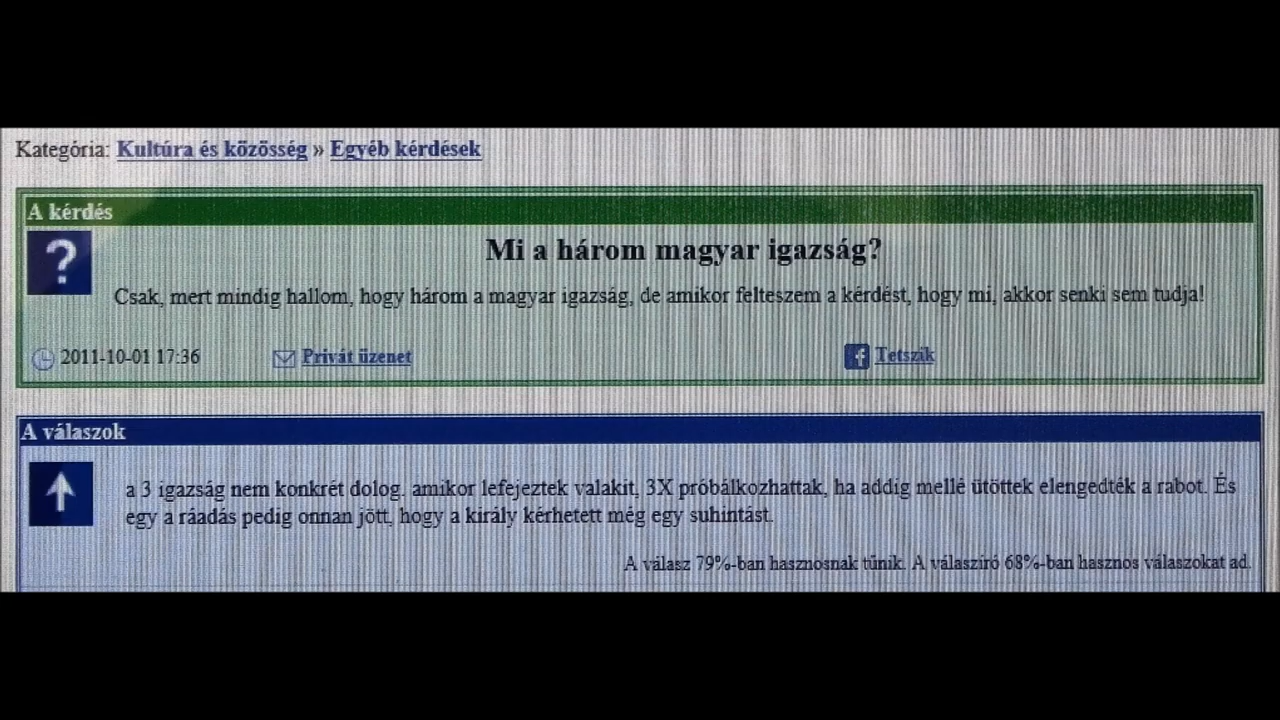 Kategória: Kultúra és közösség » Egyéb kérdések
A kérdés
?
Mi a három magyar igazság?
Csak, mert mindig hallom, hogy három a magyar igazság, de amikor felteszem a kérdést, hogy mi, akkor senki sem tudja!
2011-10-01 17:36 Privát üzenet Tetszik
A válaszok
a 3 igazság nem konkrét dolog. amikor lefejeztek valakit, 3X próbálkozhattak, ha addig mellé ütöttek elengedték a rabot. És
egy a ráadás pedig onnan jött, hogy a király kérhetett még egy suhintást.
A válasz 79%-ban hasznosnak tűnik. A válaszíró 68%-ban hasznos válaszokat ad.